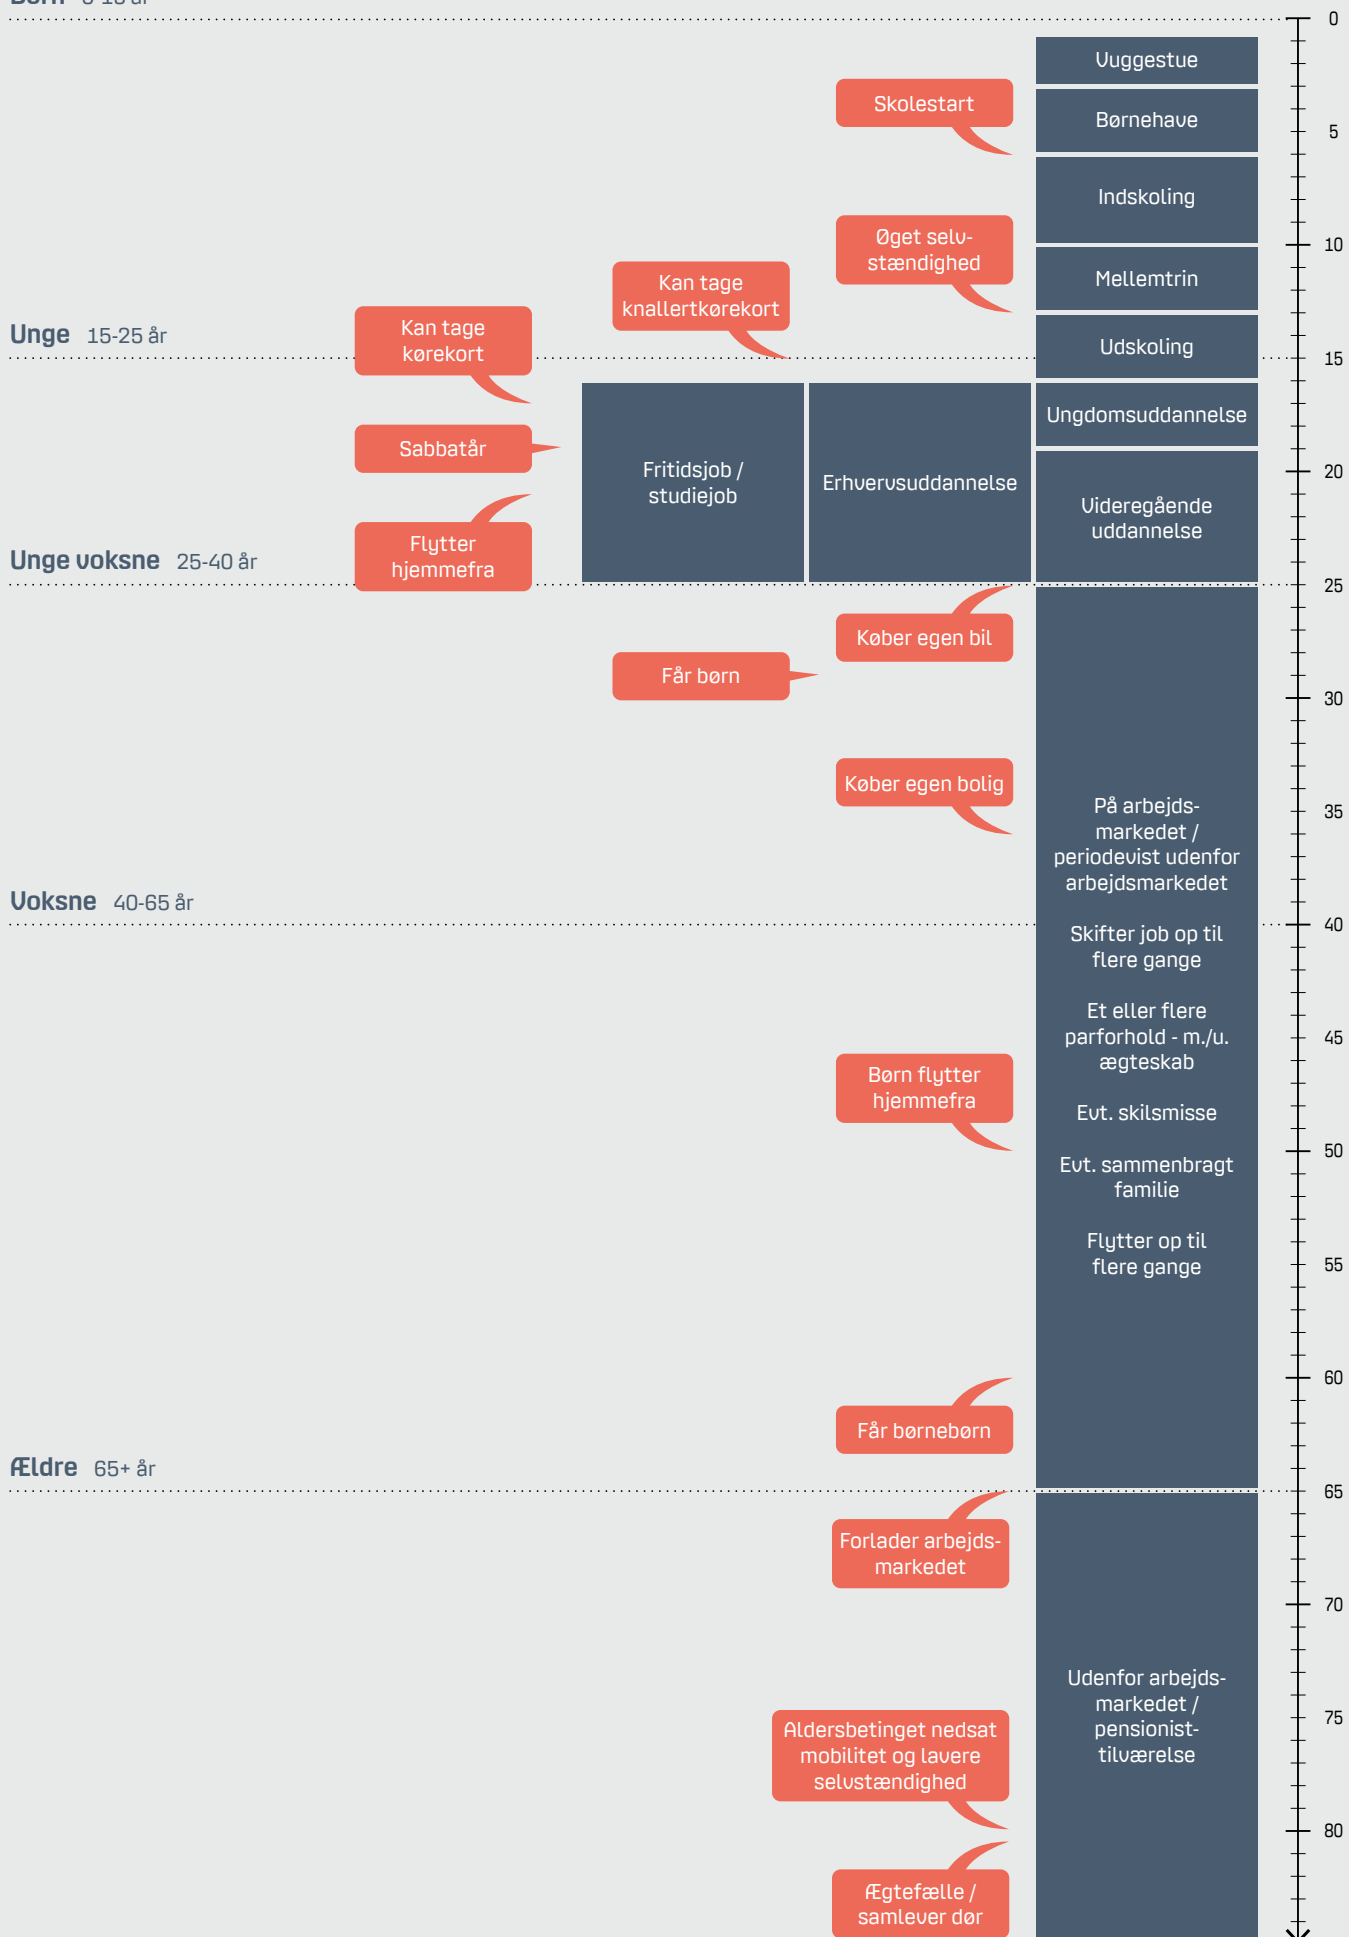 0
Vuggestue
Skolestart
Børnehave
5
Indskoling
Øget selv-
stændighed
10
Kan tage
knallertkørekort
Mellemtrin
Kan tage
kørekort
Unge 15-25 år
Udskoling
15
Ungdomsuddannelse
Sabbatår
Fritidsjob /
studiejob
Erhvervsuddannelse
20
Videregående
uddannelse
Flytter
hjemmefra
Unge voksne 25-40 år
25
Køber egen bil
Får børn
30
Køber egen bolig
På arbejds-
markedet /
periodevist udenfor
arbejdsmarkedet
35
Voksne 40-65 år
40
Skifter job op til
flere gange
Et eller flere
parforhold - m./u.
ægteskab
45
Børn flytter
hjemmefra
Evt. skilsmisse
50
Evt. sammenbragt
familie
Flytter op til
flere gange
55
60
Får børnebørn
Ældre 65+ år
65
Forlader arbejds-
markedet
70
Udenfor arbejds-
markedet /
pensionist-
tilværelse
75
Aldersbetinget nedsat
mobilitet og lavere
selvstændighed
80
Ægtefælle /
samlever dør